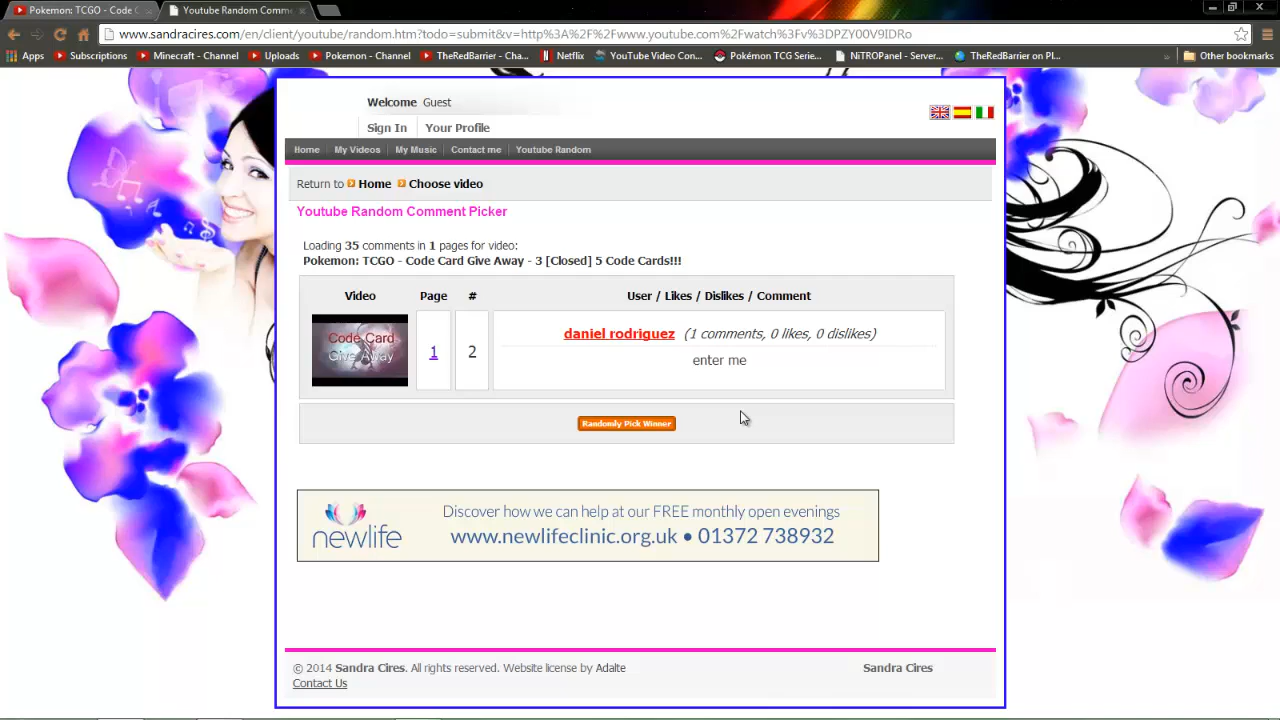 Pokemon: TCGO - Code C
Youtube Random Comme
www.sandracires.com/en/client/youtube/random.htm?todo=submit&v=http%3A%2F%2Fwww.youtube.com%2Fwatch%3Fv%3DPZY00V9IDRo
Apps Subscriptions Minecraft - Channel Uploads Pokemon - Channel TheRedBarrier - Cha... Netflix YouTube Video Con... Pokémon TCG Serie... NiTROPanel - Server... TheRedBarrier on Pl... » Other bookmarks
Welcome Guest
Sign In Your Profile
Home My Videos My Music Contact me Youtube Random
Return to Home Choose video
Youtube Random Comment Picker
Loading 35 comments in 1 pages for video:
Pokemon: TCGO - Code Card Give Away - 3 [Closed] 5 Code Cards!!!
Video Page # User / Likes / Dislikes / Comment
Code Card
Give Away
1 2 daniel rodriguez (1 comments, 0 likes, 0 dislikes)
enter me
Randomly Pick Winner
newlife
Discover how we can help at our FREE monthly open evenings
www.newlifeclinic.org.uk • 01372 738932
© 2014 Sandra Cires. All rights reserved. Website license by Adalte
Sandra Cires
Contact Us